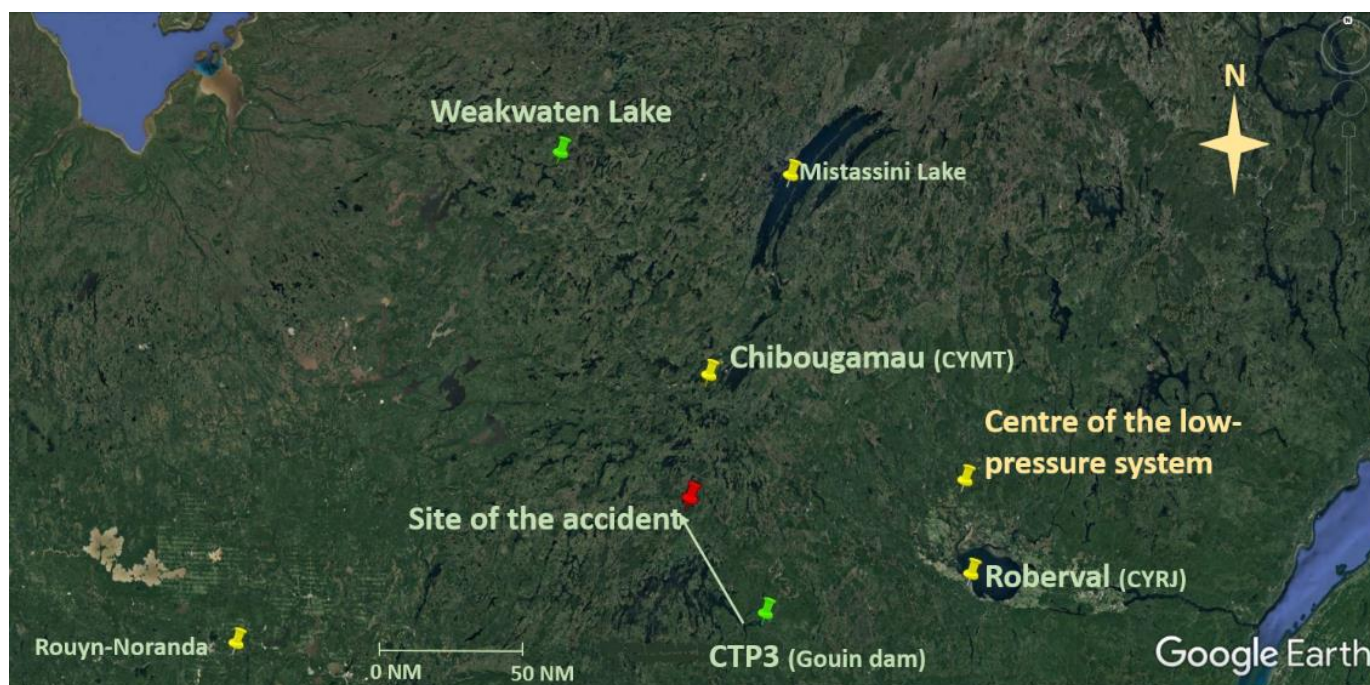 N
N
Weakwaten Lake
Mistassini Lake
Chibougamau (CYMT)
Centre of the low-
pressure system
Site of the accident
Roberval (CYRJ)
Rouyn-Noranda
0 NM
50 NM
CTP3 (Gouin dam)
Google Earth